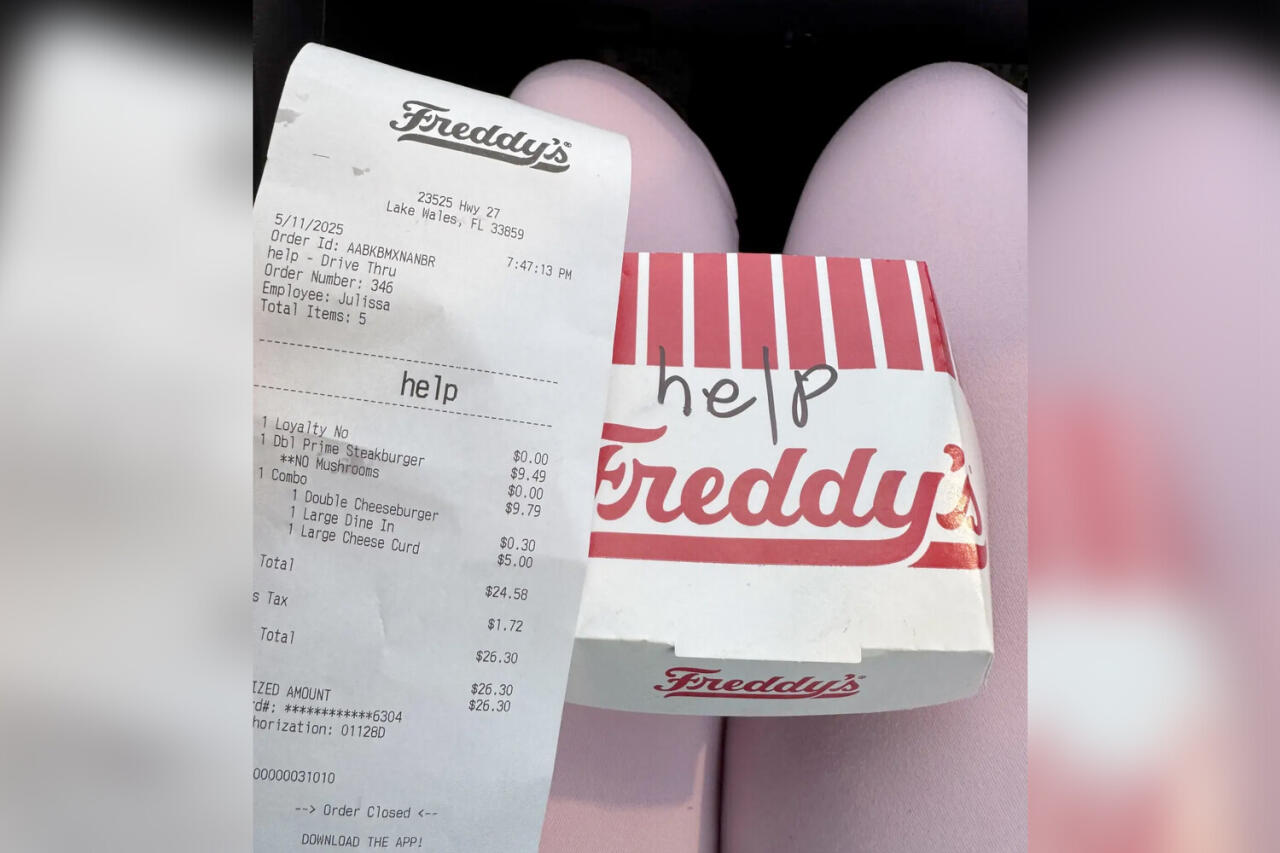 Freddy's®
23525 Hwy 27
Lake Wales, FL 33859
5/11/2025 7:47:13 PM
Order Id: AABKBMXNANBR
help - Drive Thru
Order Number: 346
Employee: Julissa
Total Items: 5
help
1 Loyalty No $0.00
1 Dbl Prime Steakburger $9.49
**NO Mushrooms $0.00
1 Combo $9.79
1 Double Cheeseburger
1 Large Dine In $0.30
1 Large Cheese Curd $5.00
Total $24.58
s Tax $1.72
Total $26.30
IZED AMOUNT $26.30
rd#: ************6304 $26.30
horization: 01128D
00000031010
--> Order Closed <--
DOWNLOAD THE APP!
help
Freddy's
Freddy's®